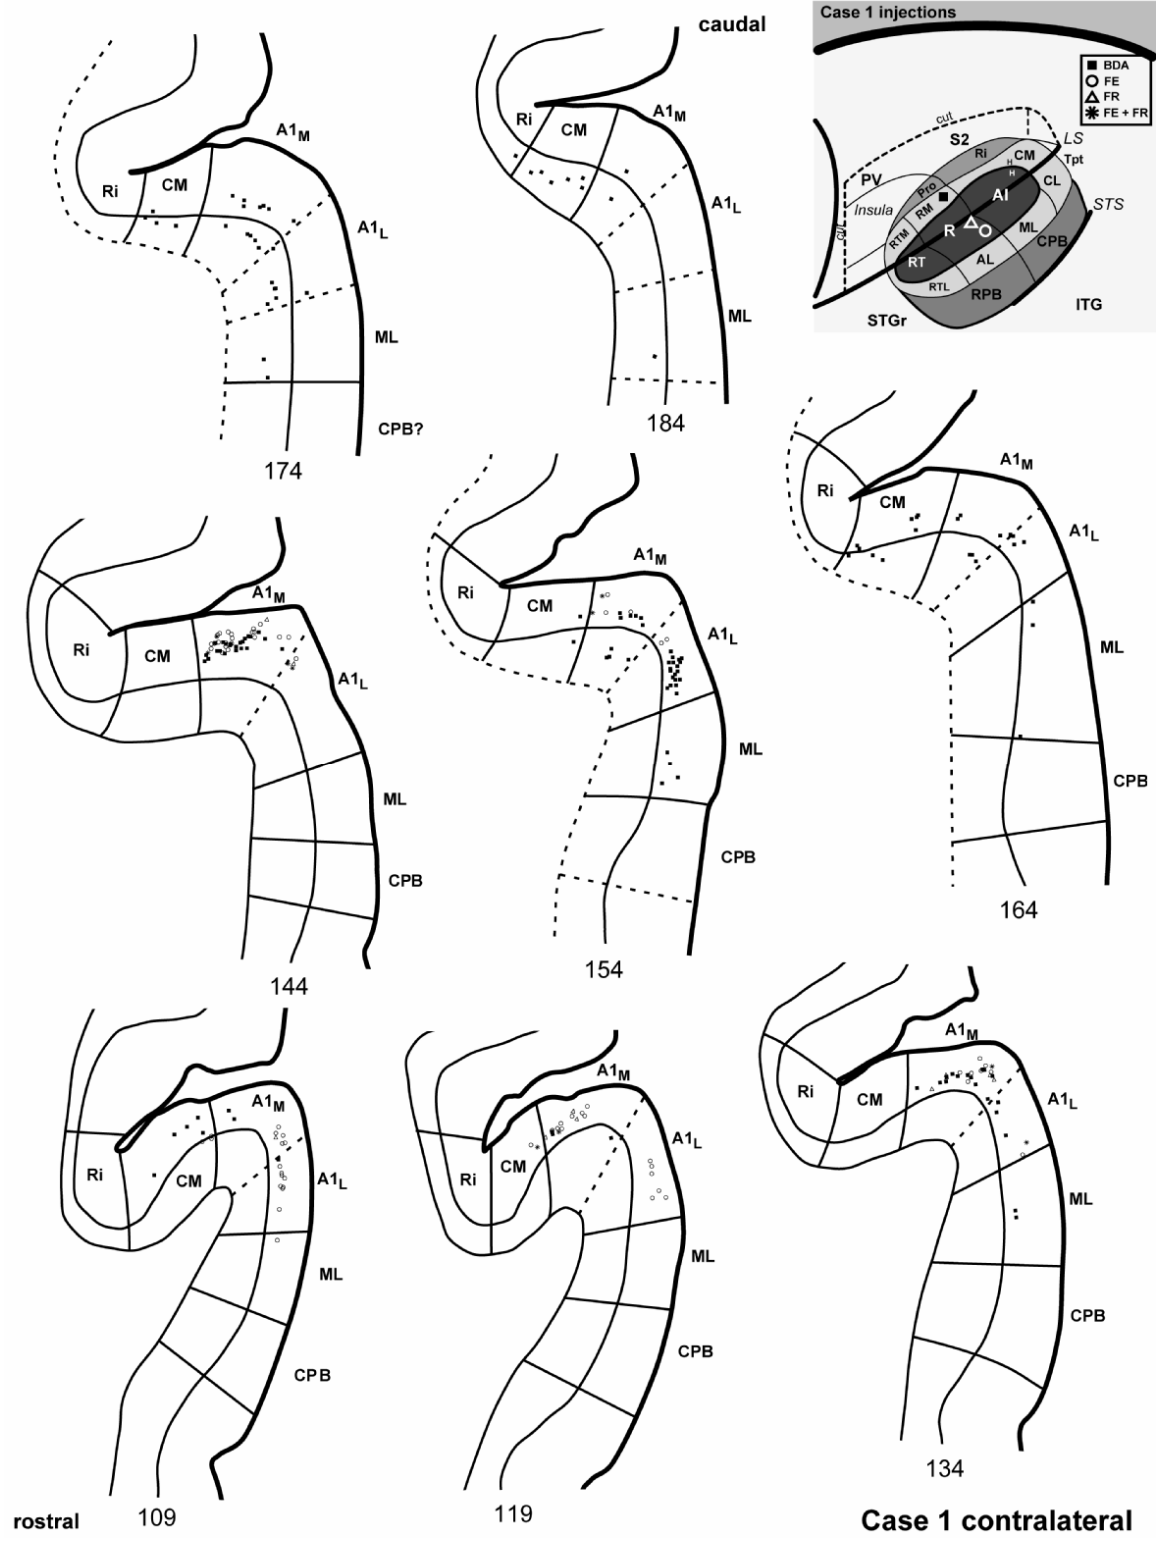 caudal
Case 1 injections
BDA
FE
FR
FE + FR
cut
LS
S2
Ri
CM
Tpt
H
H
PV
Pro
AI
CL
STS
Insula
RM
cut
RTM
R
ML
CPB
RT
AL
RTL
RPB
ITG
STGr
Ri
CM
A1M
A1L
ML
CPB?
174
Ri
CM
A1M
A1L
ML
184
Ri
CM
A1M
A1L
ML
CPB
164
Ri
CM
A1M
A1L
ML
CPB
144
Ri
CM
A1M
A1L
ML
CPB
154
Ri
CM
A1M
A1L
ML
CPB
109
Ri
CM
A1M
A1L
ML
CPB
119
Ri
CM
A1M
A1L
ML
CPB
134
rostral
Case 1 contralateral